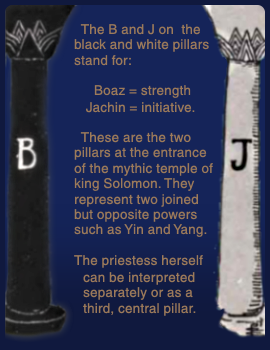 The B and J on the
black and white pillars
stand for:
Boaz = strength
Jachin = initiative.
These are the two
pillars at the entrance
of the mythic temple of
king Solomon. They
represent two joined
but opposite powers
such as Yin and Yang.
The priestess herself
can be interpreted
separately or as a
third, central pillar.
B
J